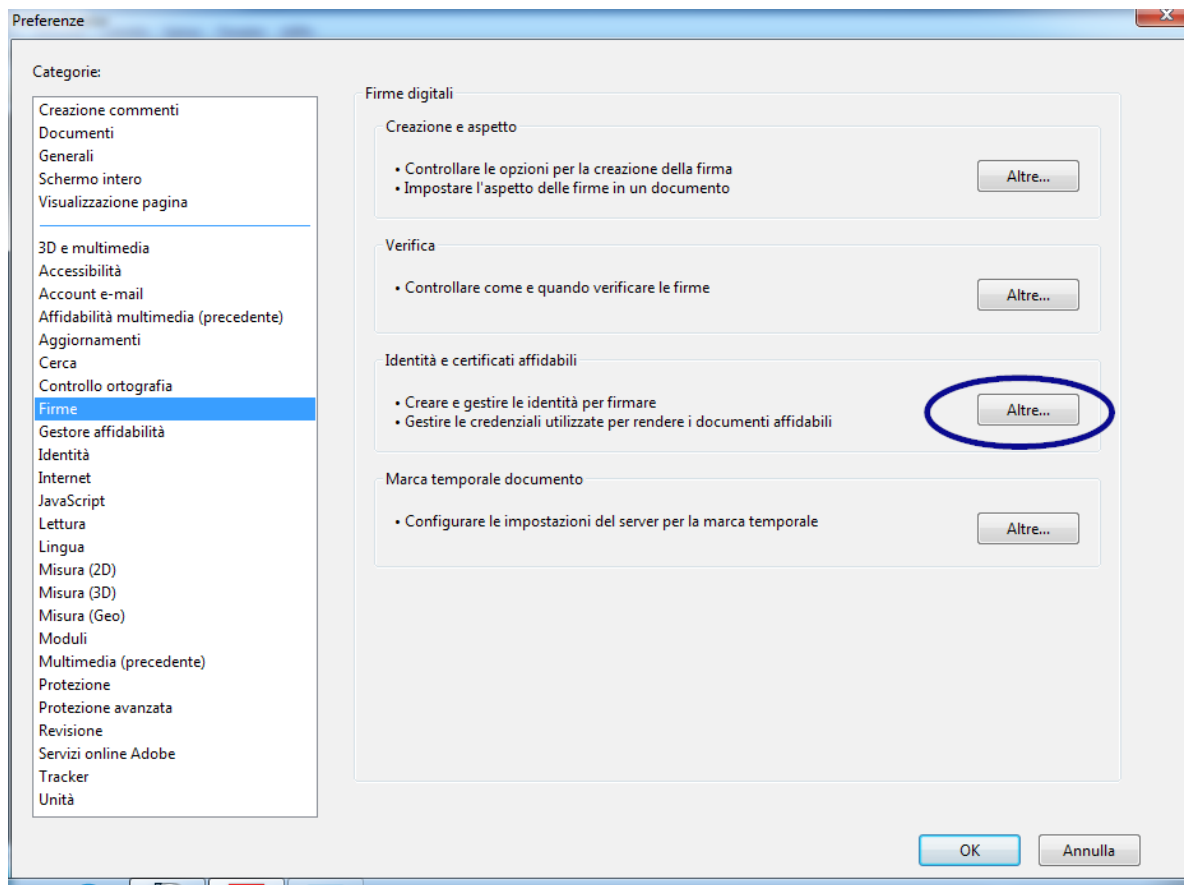 Preferenze
Categorie:
Creazione commenti
Documenti
Generali
Schermo intero
Visualizzazione pagina
3D e multimedia
Accessibilità
Account e-mail
Affidabilità multimedia (precedente)
Aggiornamenti
Cerca
Controllo ortografia
Firme
Gestore affidabilità
Identità
Internet
JavaScript
Lettura
Lingua
Misura (2D)
Misura (3D)
Misura (Geo)
Moduli
Multimedia (precedente)
Protezione
Protezione avanzata
Revisione
Servizi online Adobe
Tracker
Unità
Firme digitali
Creazione e aspetto
• Controllare le opzioni per la creazione della firma
• Impostare l'aspetto delle firme in un documento
Altre...
Verifica
• Controllare come e quando verificare le firme
Altre...
Identità e certificati affidabili
• Creare e gestire le identità per firmare
• Gestire le credenziali utilizzate per rendere i documenti affidabili
Altre...
Marca temporale documento
• Configurare le impostazioni del server per la marca temporale
Altre...
OK
Annulla